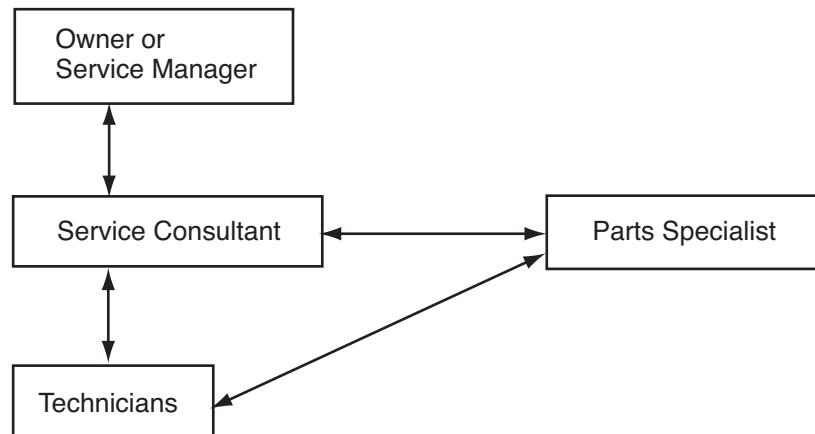 Owner or
Service Manager
Service Consultant
Parts Specialist
Technicians